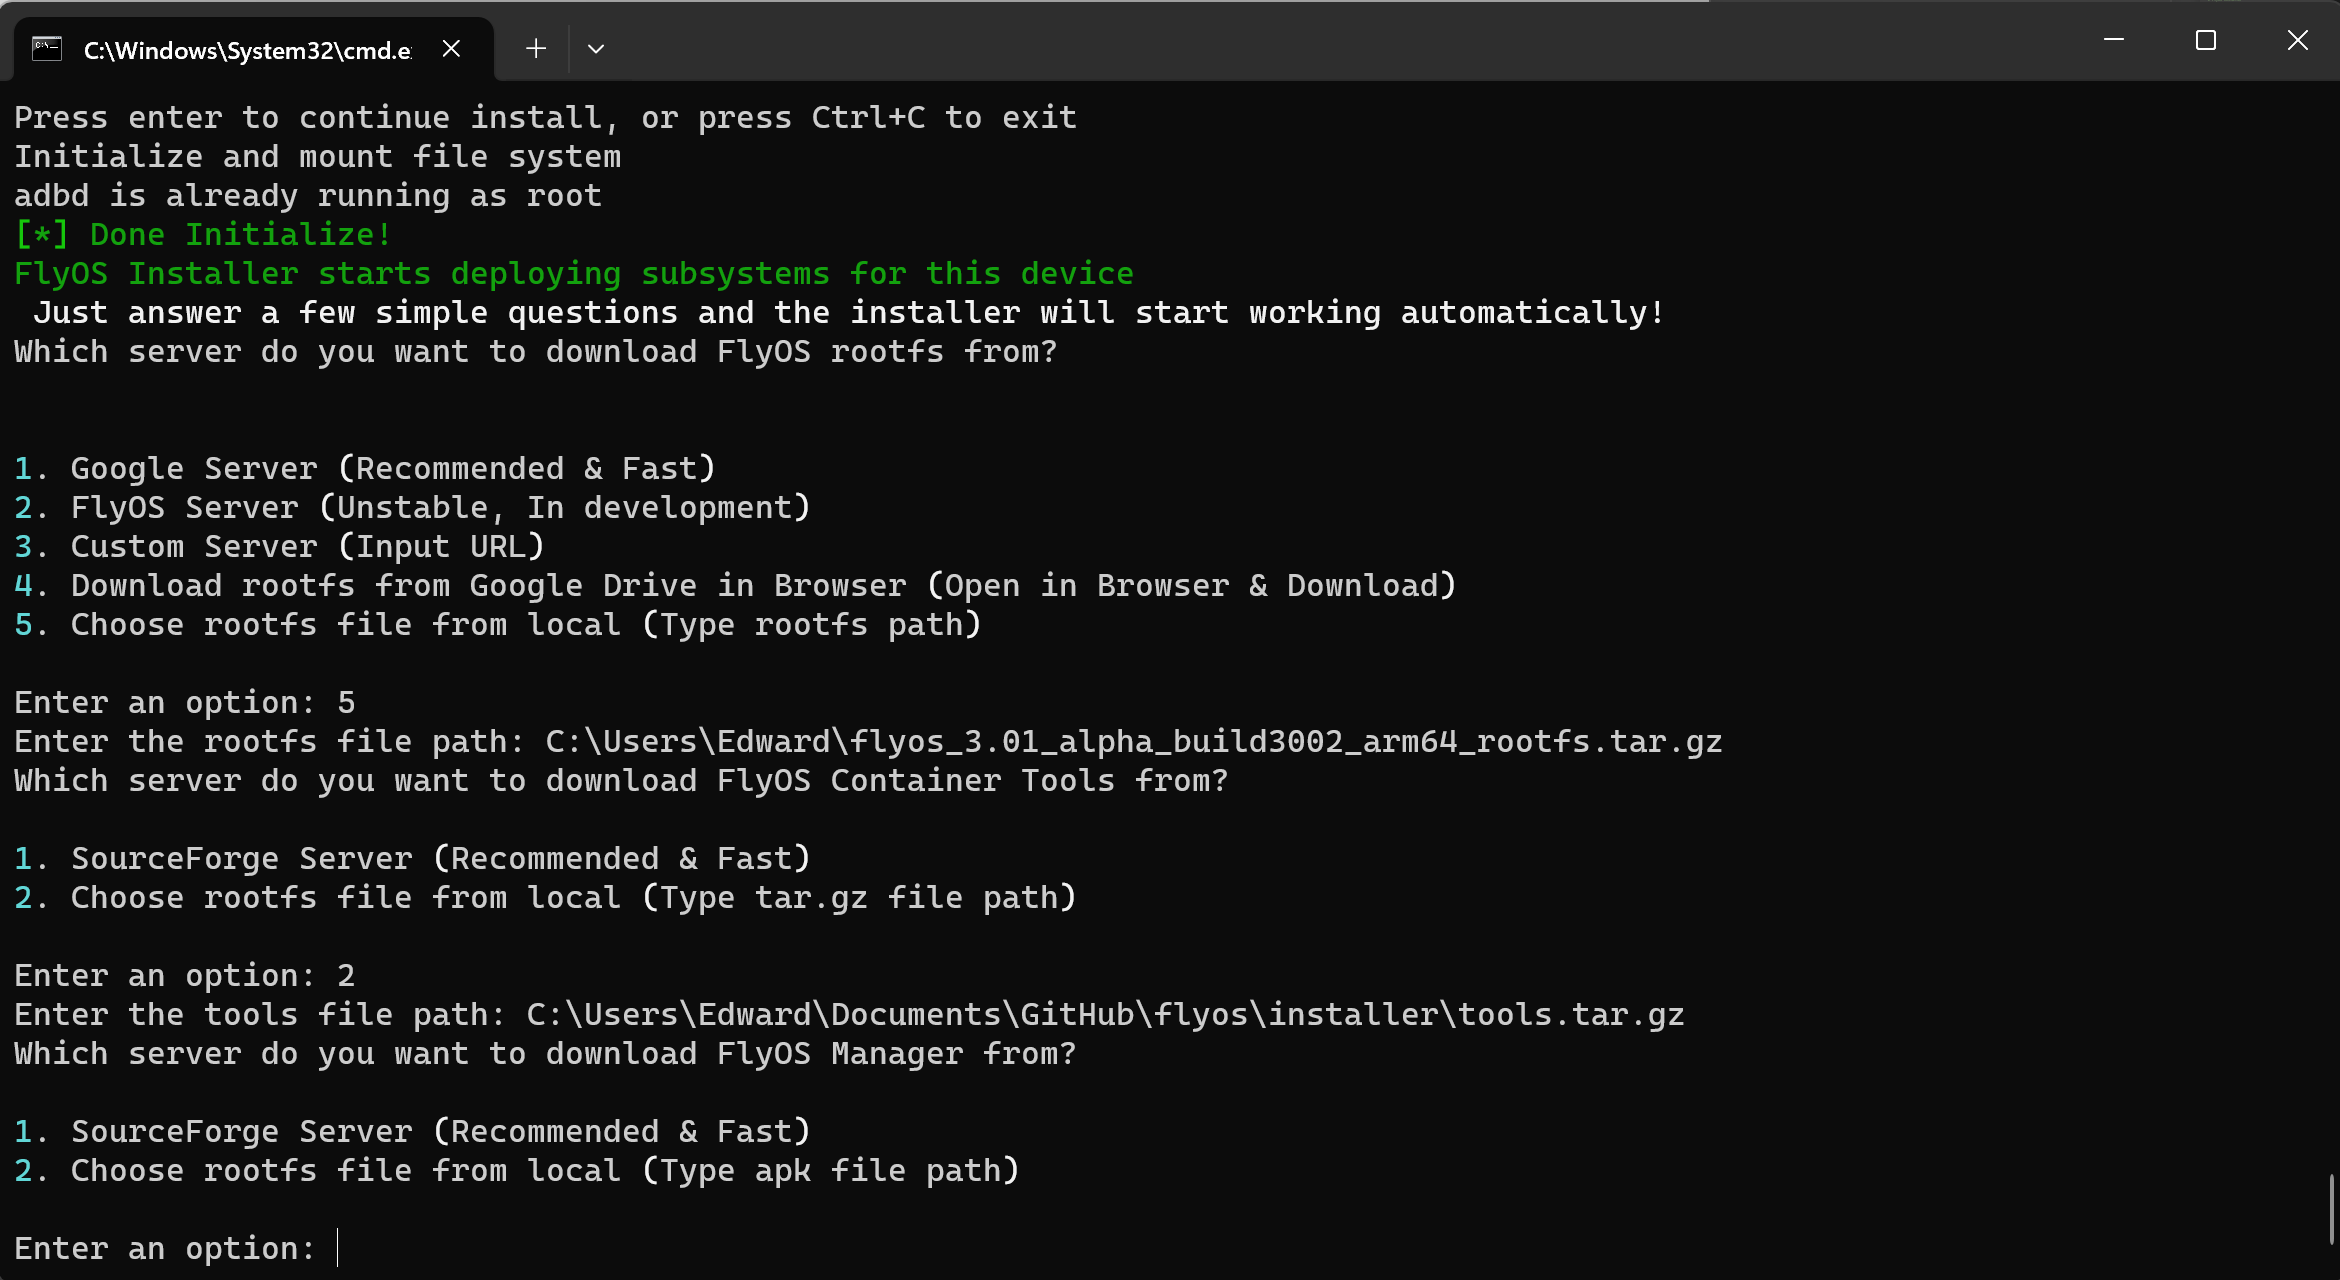 C:\Windows\System32\cmd.e
Press enter to continue install, or press Ctrl+C to exit
Initialize and mount file system
adbd is already running as root
[*] Done Initialize!
FlyOS Installer starts deploying subsystems for this device
Just answer a few simple questions and the installer will start working automatically!
Which server do you want to download FlyOS rootfs from?
1. Google Server (Recommended & Fast)
2. FlyOS Server (Unstable, In development)
3. Custom Server (Input URL)
4. Download rootfs from Google Drive in Browser (Open in Browser & Download)
5. Choose rootfs file from local (Type rootfs path)
Enter an option: 5
Enter the rootfs file path: C:\Users\Edward\flyos_3.01_alpha_build3002_arm64_rootfs.tar.gz
Which server do you want to download FlyOS Container Tools from?
1. SourceForge Server (Recommended & Fast)
2. Choose rootfs file from local (Type tar.gz file path)
Enter an option: 2
Enter the tools file path: C:\Users\Edward\Documents\GitHub\flyos\installer\tools.tar.gz
Which server do you want to download FlyOS Manager from?
1. SourceForge Server (Recommended & Fast)
2. Choose rootfs file from local (Type apk file path)
Enter an option: